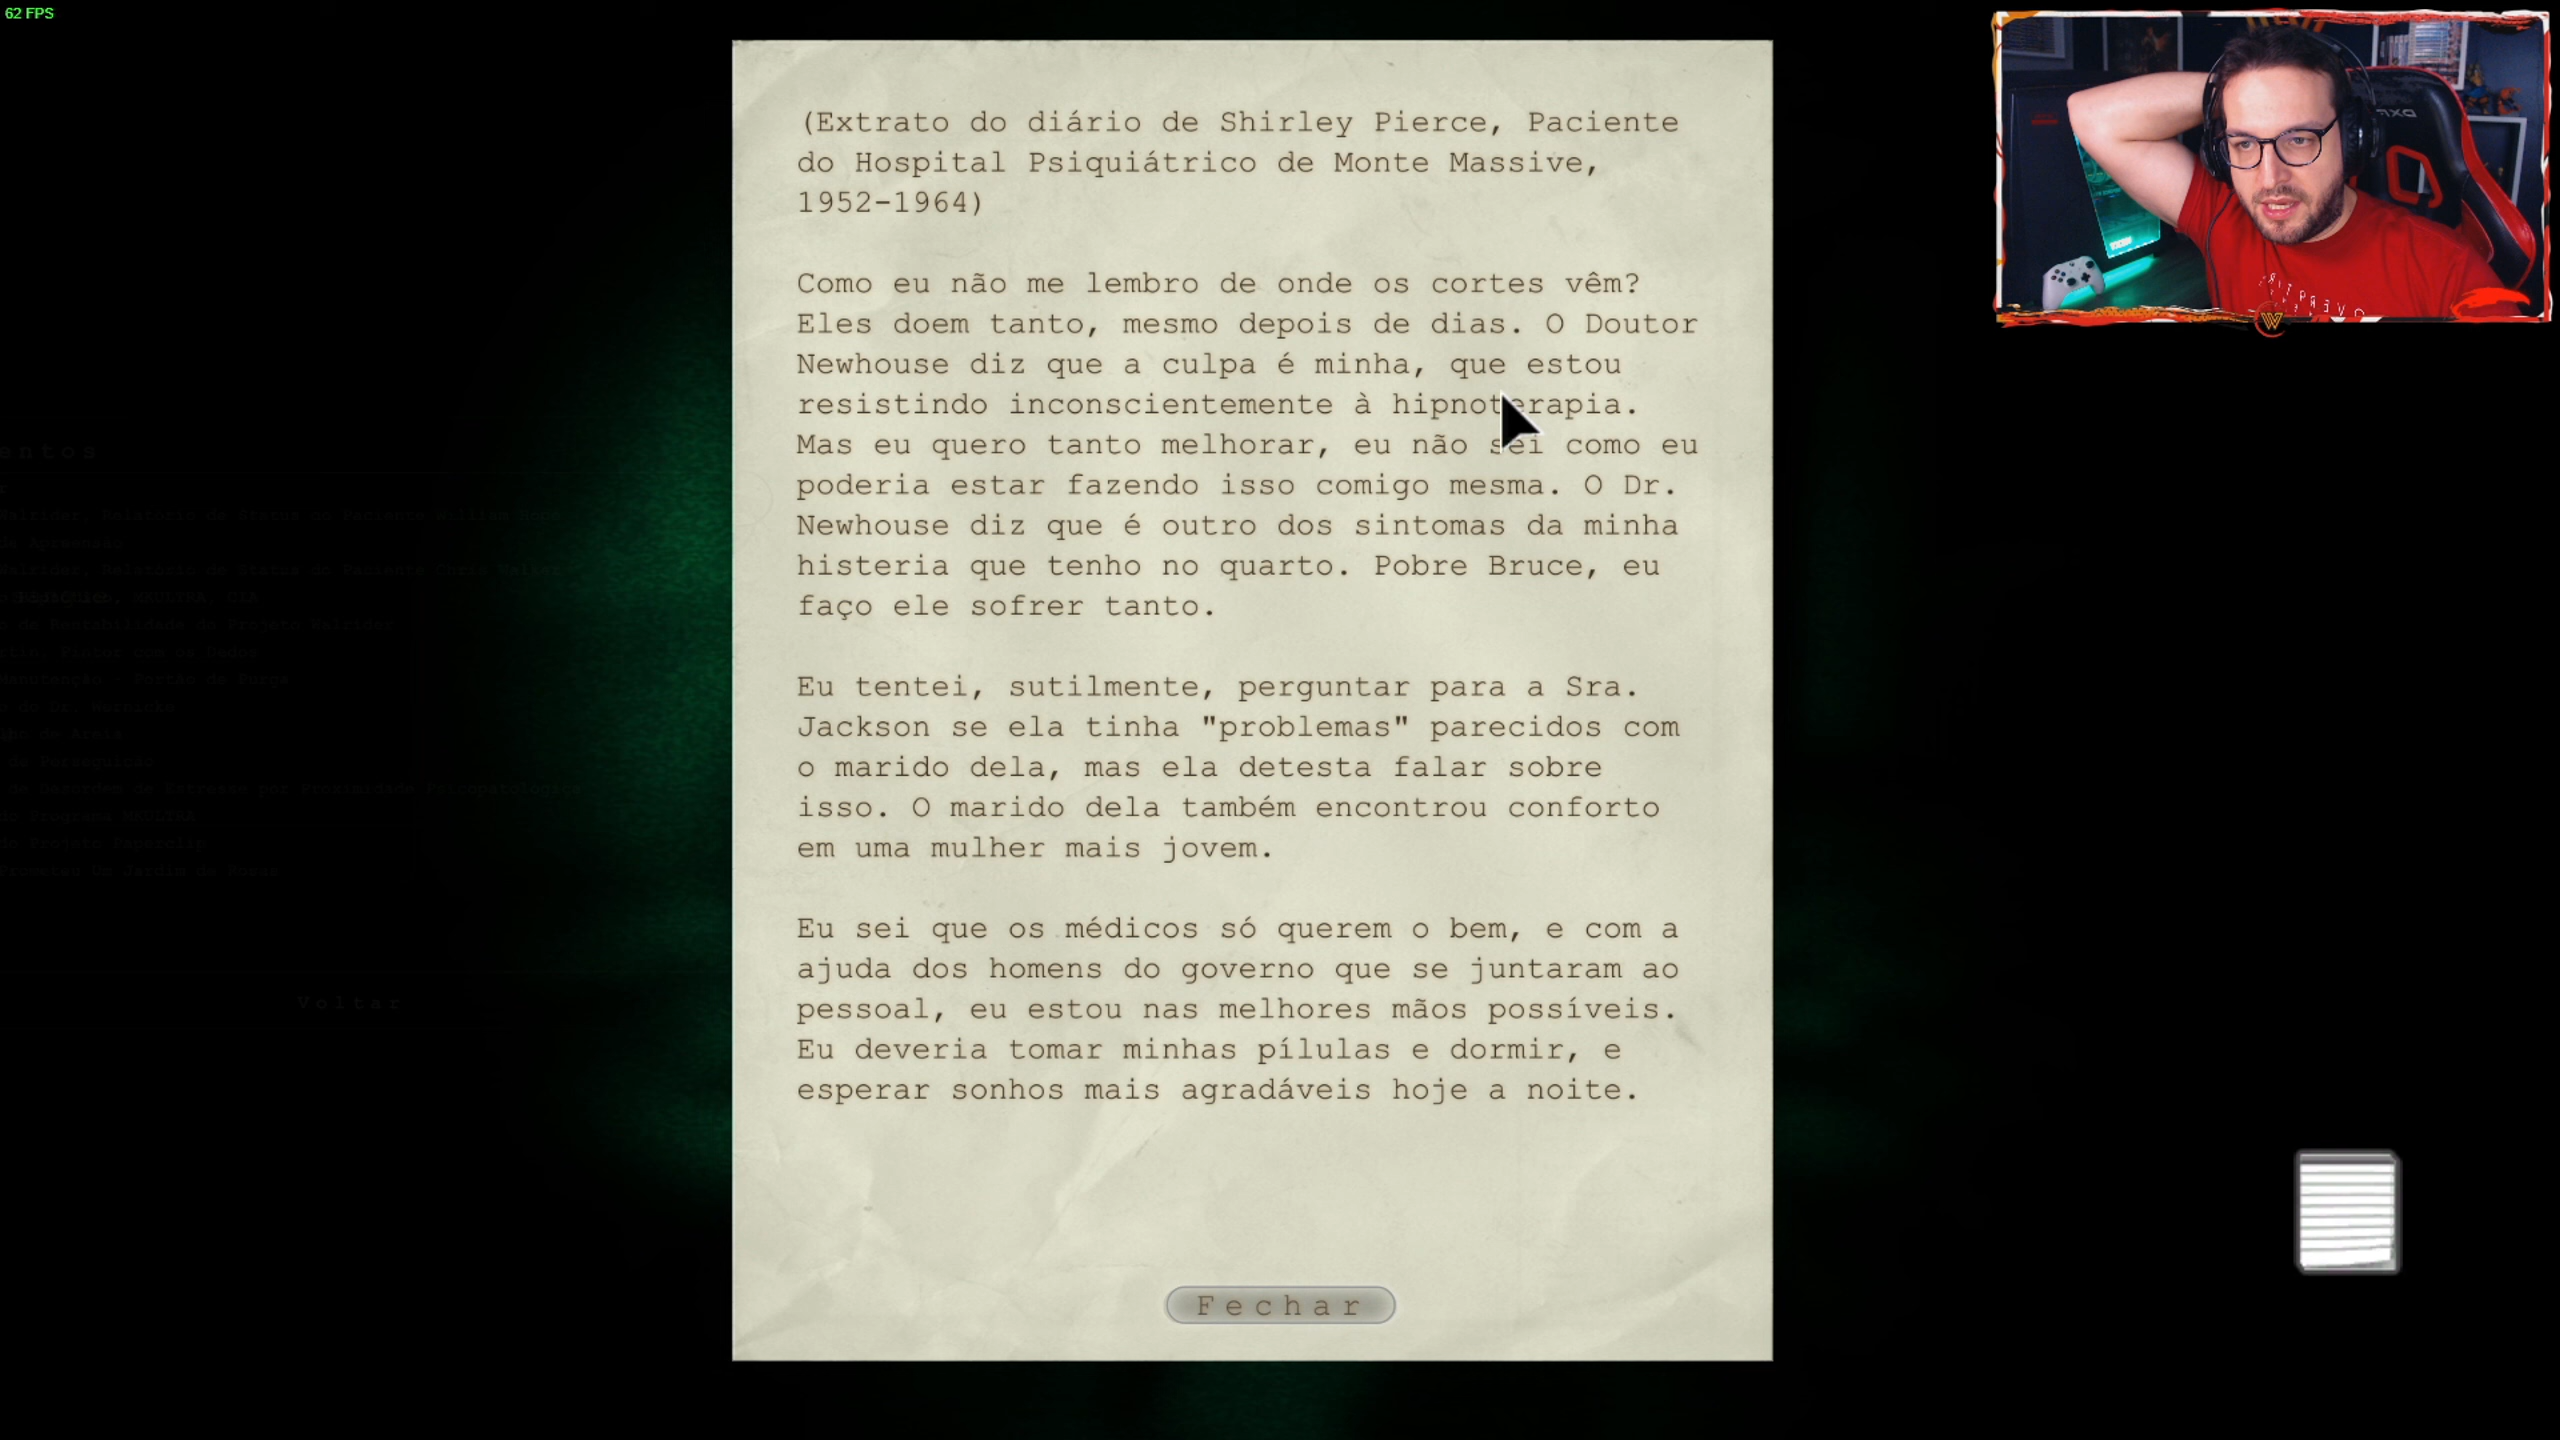 62 FPS
(Extrato do diário de Shirley Pierce, Paciente
do Hospital Psiquiátrico de Monte Massive,
1952-1964)
Como eu não me lembro de onde os cortes vêm?
Eles doem tanto, mesmo depois de dias. O Doutor
Newhouse diz que a culpa é minha, que estou
resistindo inconscientemente à hipnoterapia.
Mas eu quero tanto melhorar, eu não sei como eu
poderia estar fazendo isso comigo mesma. O Dr.
Newhouse diz que é outro dos sintomas da minha
histeria que tenho no quarto. Pobre Bruce, eu
faço ele sofrer tanto.
Eu tentei, sutilmente, perguntar para a Sra.
Jackson se ela tinha "problemas" parecidos com
o marido dela, mas ela detesta falar sobre
isso. O marido dela também encontrou conforto
em uma mulher mais jovem.
Eu sei que os médicos só querem o bem, e com a
ajuda dos homens do governo que se juntaram ao
pessoal, eu estou nas melhores mãos possíveis.
Eu deveria tomar minhas pílulas e dormir, e
esperar sonhos mais agradáveis hoje a noite.
Fechar
entos
Voltar